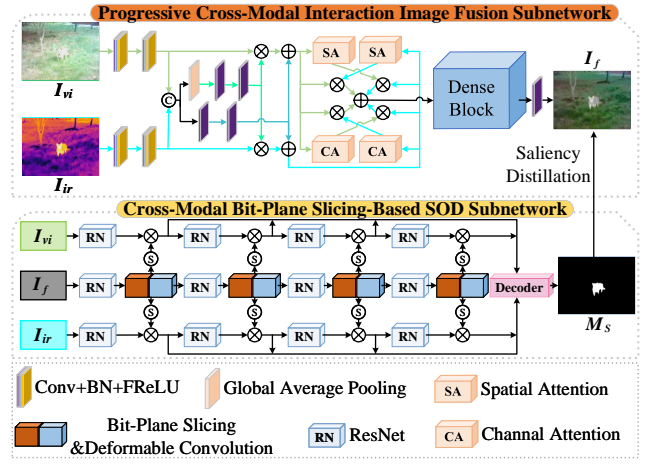 Progressive Cross-Modal Interaction Image Fusion Subnetwork
I_vi
I_ir
C
SA
SA
CA
CA
Dense
Block
I_f
Saliency
Distillation
Cross-Modal Bit-Plane Slicing-Based SOD Subnetwork
I_vi
RN
RN
RN
RN
S
S
S
S
I_f
RN
RN
RN
RN
Decoder
M_S
S
S
S
S
I_ir
RN
RN
RN
RN
Conv+BN+FReLU
Global Average Pooling
SA
Spatial Attention
Bit-Plane Slicing
&Deformable Convolution
RN
ResNet
CA
Channal Attention